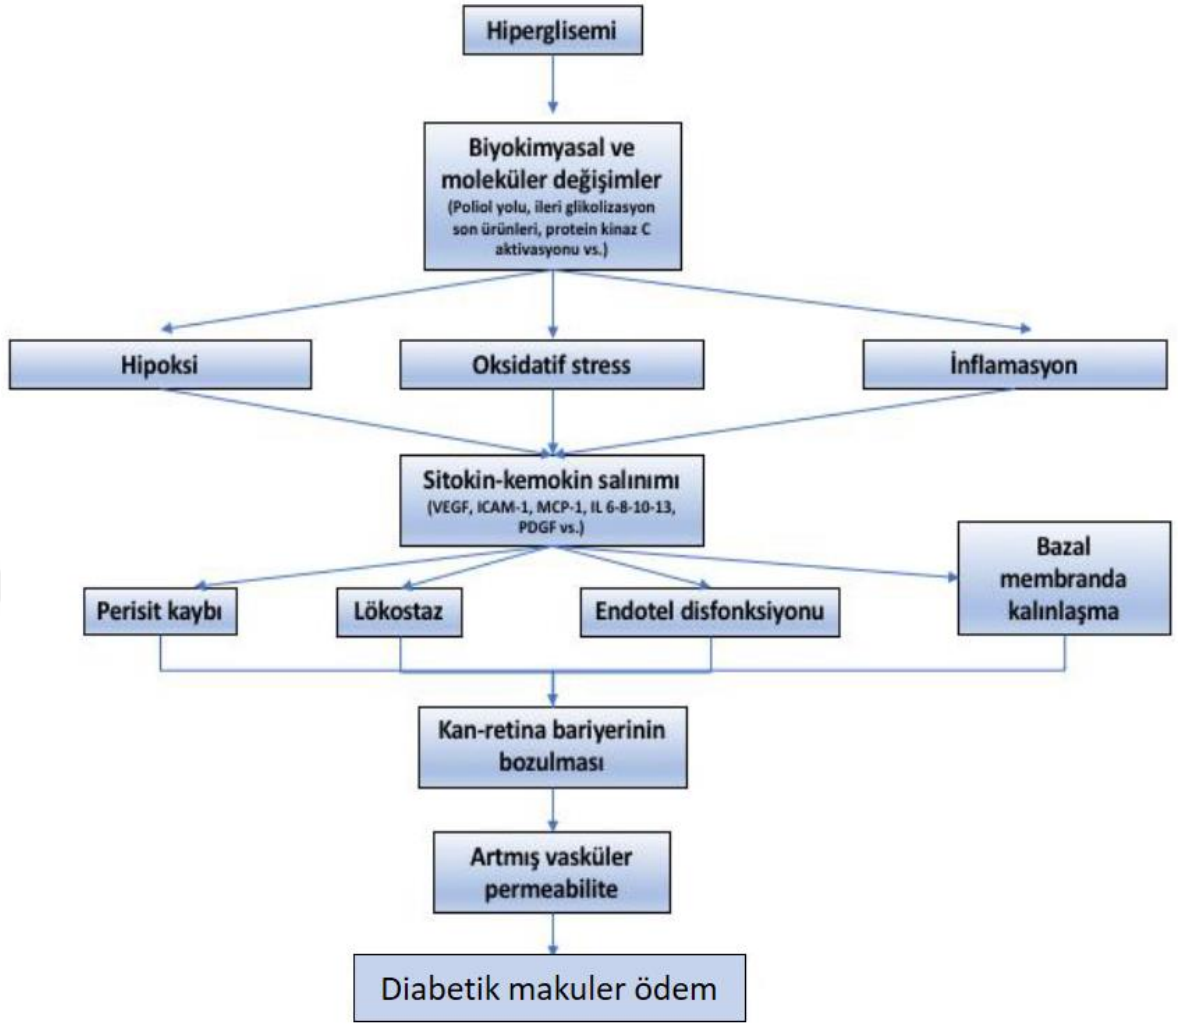 Hiperglisemi
Biyokimyasal ve
moleküler değişimler
(Poliol yolu, ileri glikolizasyon
son ürünleri, protein kinaz C
aktivasyonu vs.)
Hipoksi
Oksidatif stress
İnflamasyon
Sitokin-kemokin salınımı
(VEGF, ICAM-1, MCP-1, IL 6-8-10-13,
PDGF vs.)
Perisit kaybı
Lökostaz
Endotel disfonksiyonu
Bazal
membranda
kalınlaşma
Kan-retina bariyerinin
bozulması
Artmış vasküler
permeabilite
Diabetik makuler ödem